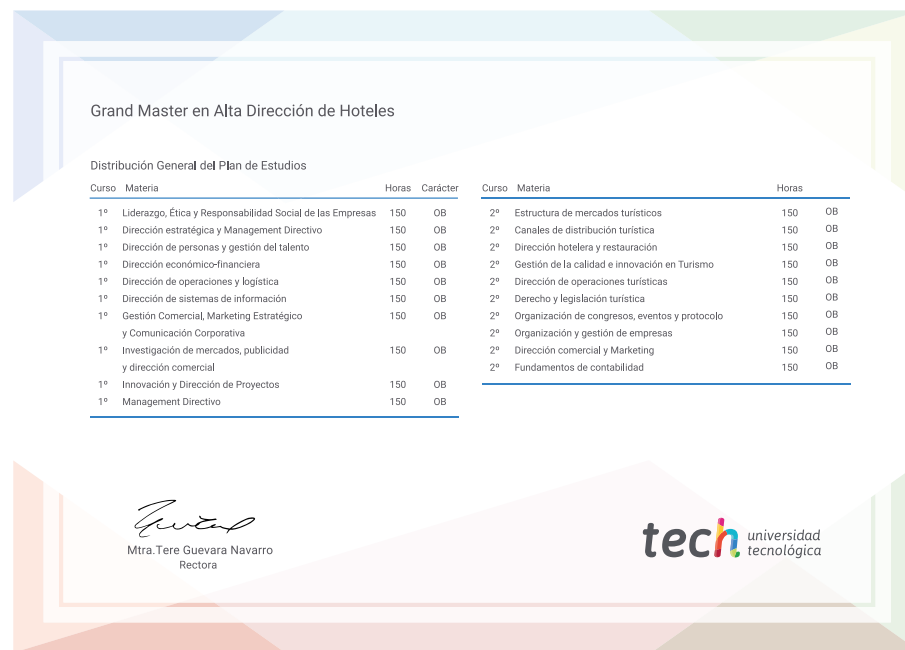 Grand Master en Alta Dirección de Hoteles
Distribución General del Plan de Estudios
Curso Materia Horas Carácter
1º Liderazgo, Ética y Responsabilidad Social de las Empresas 150 OB
1º Dirección estratégica y Management Directivo 150 OB
1º Dirección de personas y gestión del talento 150 OB
1º Dirección económico-financiera 150 OB
1º Dirección de operaciones y logística 150 OB
1º Dirección de sistemas de información 150 OB
1º Gestión Comercial, Marketing Estratégico 150 OB
y Comunicación Corporativa
1º Investigación de mercados, publicidad 150 OB
y dirección comercial
1º Innovación y Dirección de Proyectos 150 OB
1º Management Directivo 150 OB
Curso Materia Horas
2º Estructura de mercados turísticos 150 OB
2º Canales de distribución turística 150 OB
2º Dirección hotelera y restauración 150 OB
2º Gestión de la calidad e innovación en Turismo 150 OB
2º Dirección de operaciones turísticas 150 OB
2º Derecho y legislación turística 150 OB
2º Organización de congresos, eventos y protocolo 150 OB
2º Organización y gestión de empresas 150 OB
2º Dirección comercial y Marketing 150 OB
2º Fundamentos de contabilidad 150 OB
Mtra.Tere Guevara Navarro
Rectora
tech universidad
tecnológica